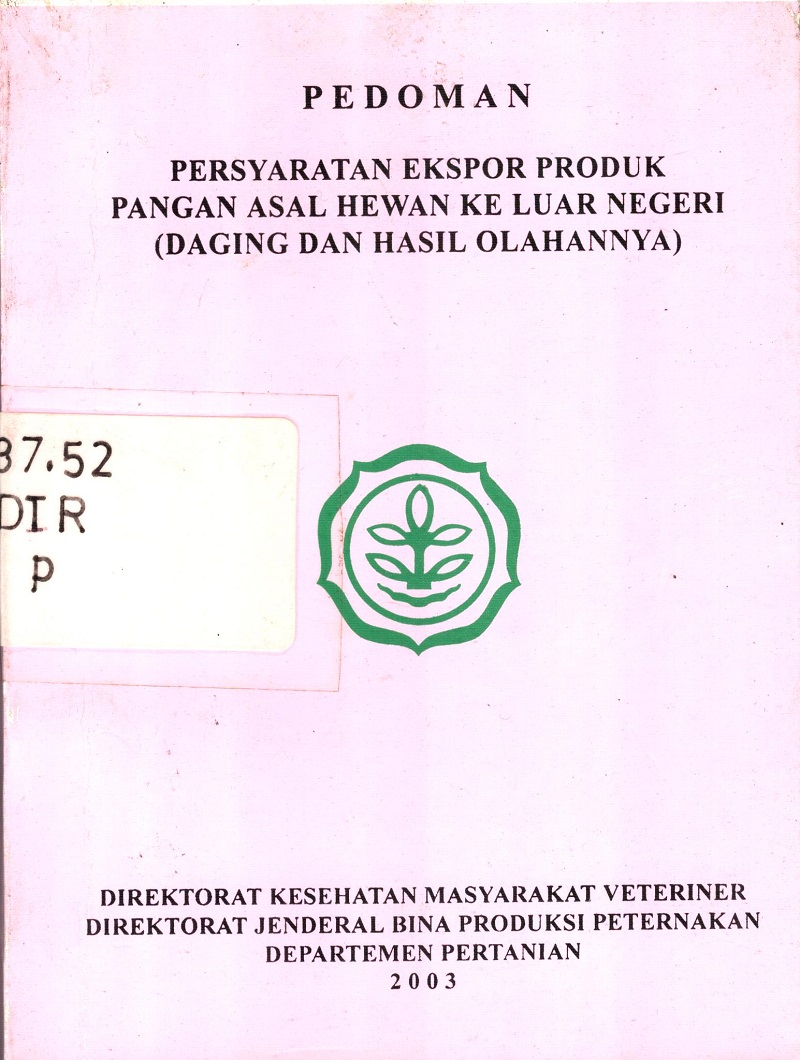 PEDOMAN
PERSYARATAN EKSPOR PRODUK
PANGAN ASAL HEWAN KE LUAR NEGERI
(DAGING DAN HASIL OLAHANNYA)
37.52
DIR
p
DIREKTORAT KESEHATAN MASYARAKAT VETERINER
DIREKTORAT JENDERAL BINA PRODUKSI PETERNAKAN
DEPARTEMEN PERTANIAN
2003